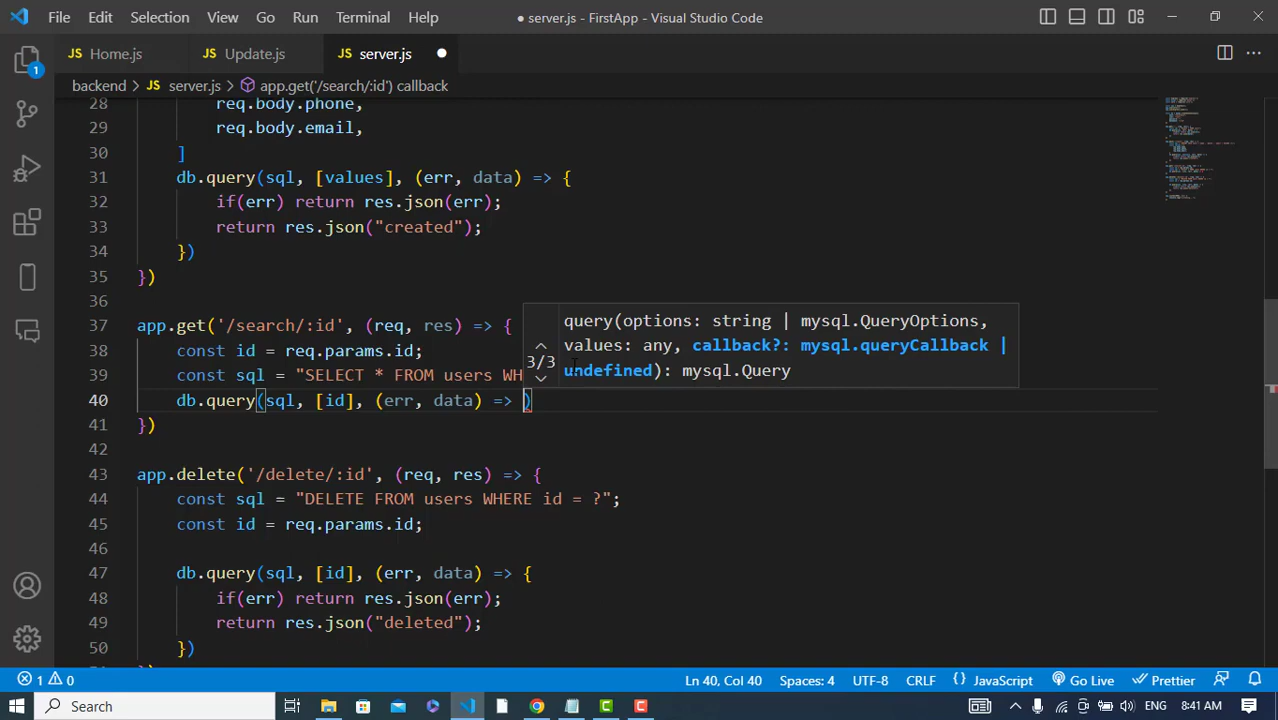 File Edit Selection View Go Run Terminal Help ● server.js - FirstApp - Visual Studio Code
JS Home.js JS Update.js JS server.js ●
backend > JS server.js > app.get('/search/:id') callback
28 req.body.phone,
29 req.body.email,
30 ]
31 db.query(sql, [values], (err, data) => {
32 if(err) return res.json(err);
33 return res.json("created");
34 })
35 })
36
37 app.get('/search/:id', (req, res) => {
38 const id = req.params.id;
39 const sql = "SELECT * FROM users WH
40 db.query(sql, [id], (err, data) => )
41 })
42
43 app.delete('/delete/:id', (req, res) => {
44 const sql = "DELETE FROM users WHERE id = ?";
45 const id = req.params.id;
46
47 db.query(sql, [id], (err, data) => {
48 if(err) return res.json(err);
49 return res.json("deleted");
50 })
query(options: string | mysql.QueryOptions,
values: any, callback?: mysql.queryCallback |
3/3
undefined): mysql.Query
1
1 0 Ln 40, Col 40 Spaces: 4 UTF-8 CRLF {} JavaScript Go Live Prettier
Search ENG 8:41 AM